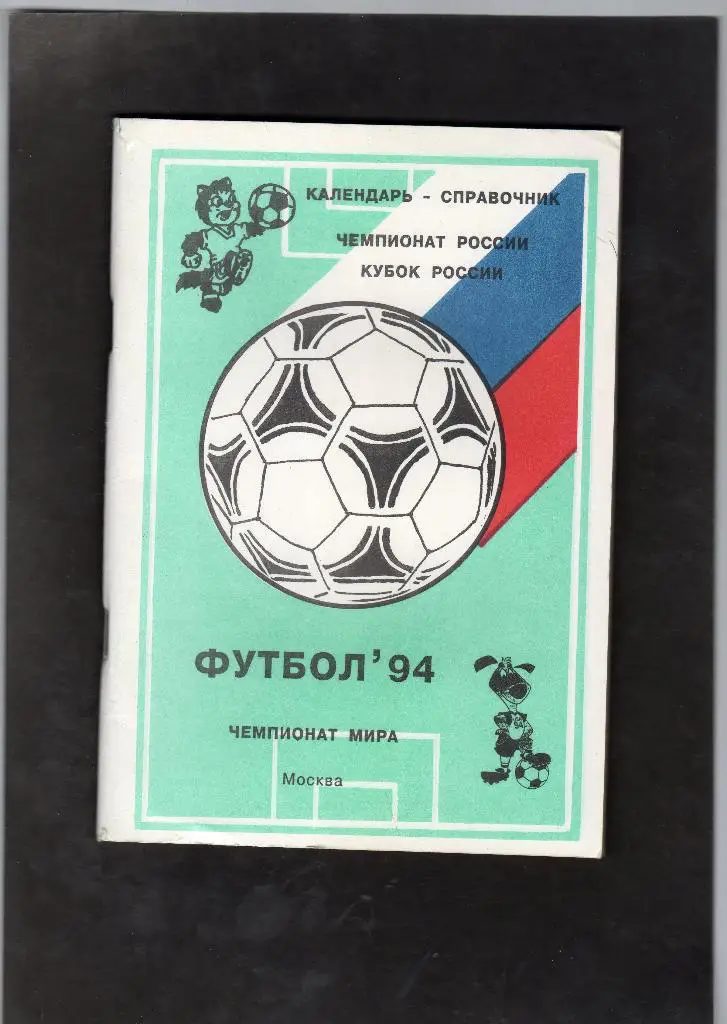 КАЛЕНДАРЬ - СПРАВОЧНИК
ЧЕМПИОНАТ РОССИИ
КУБОК РОССИИ
ФУТБОЛ'94
ЧЕМПИОНАТ МИРА
Москва